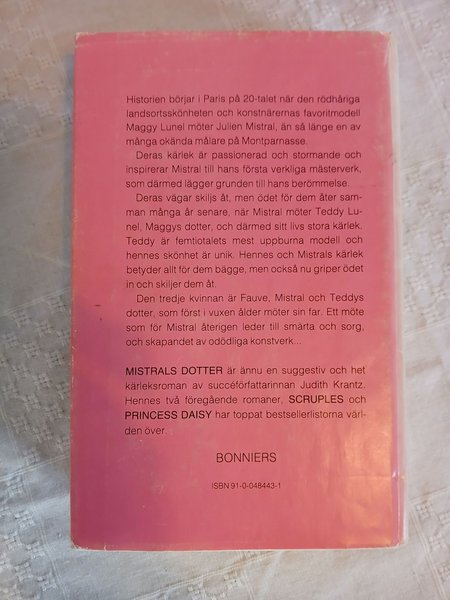 Historien börjar i Paris på 20-talet när den rödhåriga
landsortsskönheten och konstnärernas favoritmodell
Maggy Lunel möter Julien Mistral, än så länge en av
många okända målare på Montparnasse.
Deras kärlek är passionerad och stormande och
inspirerar Mistral till hans första verkliga mästerverk,
som därmed lägger grunden till hans berömmelse.
Deras vägar skiljs åt, men ödet för dem åter sam-
man många år senare, när Mistral möter Teddy Lu-
nel, Maggys dotter, och därmed sitt livs stora kärlek.
Teddy är femtiotalets mest uppburna modell och
hennes skönhet är unik. Hennes och Mistrals kärlek
betyder allt för dem bägge, men också nu griper ödet
in och skiljer dem åt.
Den tredje kvinnan är Fauve, Mistral och Teddys
dotter, som först i vuxen ålder möter sin far. Ett möte
som för Mistral återigen leder till smärta och sorg,
och skapandet av odödliga konstverk...
MISTRALS DOTTER är ännu en suggestiv och het
kärleksroman av succéförfattarinnan Judith Krantz.
Hennes två föregående romaner, SCRUPLES och
PRINCESS DAISY har toppat bestsellerlistorna värl-
den över.
BONNIERS
ISBN 91-0-048443-1